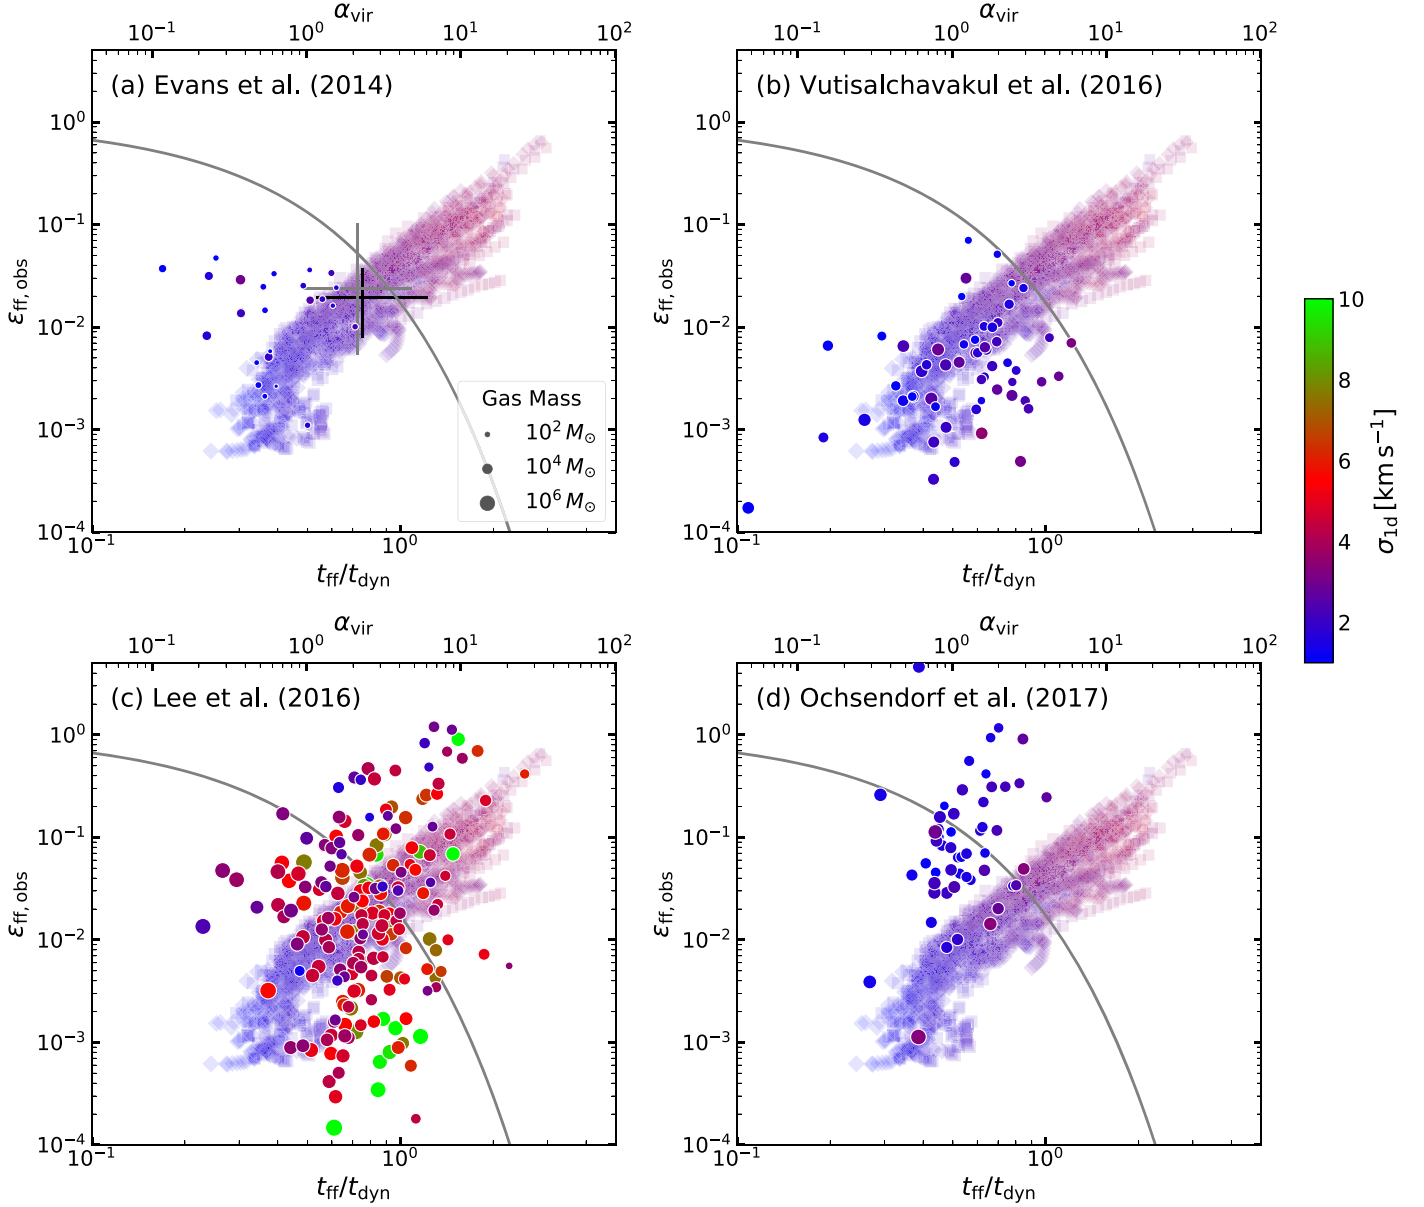 α_vir
10^-1 10^0 10^1 10^2
(a) Evans et al. (2014)
10^0
10^-1
10^-2
10^-3
10^-4
ε_ff, obs
Gas Mass
10^2 M_⊙
10^4 M_⊙
10^6 M_⊙
10^-1 10^0
t_ff/t_dyn
α_vir
10^-1 10^0 10^1 10^2
(b) Vutisalchavakul et al. (2016)
10^0
10^-1
10^-2
10^-3
10^-4
ε_ff, obs
10^-1 10^0
t_ff/t_dyn
10
8
6
4
2
σ_1d [km s^-1]
α_vir
10^-1 10^0 10^1 10^2
(c) Lee et al. (2016)
10^0
10^-1
10^-2
10^-3
10^-4
ε_ff, obs
10^-1 10^0
t_ff/t_dyn
α_vir
10^-1 10^0 10^1 10^2
(d) Ochsendorf et al. (2017)
10^0
10^-1
10^-2
10^-3
10^-4
ε_ff, obs
10^-1 10^0
t_ff/t_dyn